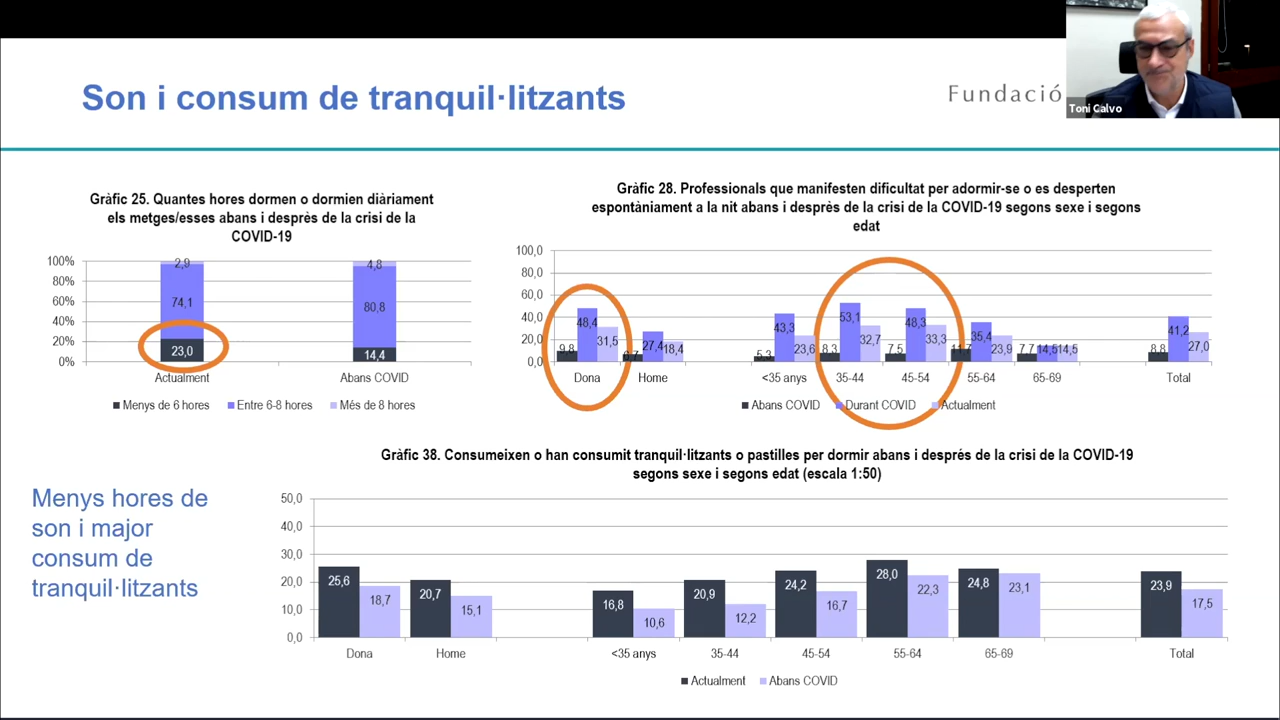 Son i consum de tranquil·litzants
Fundació
Toni Calvo
Gràfic 25. Quantes hores dormen o dormien diàriament
els metges/esses abans i desprès de la crisi de la
COVID-19
100%
80%
60%
40%
20%
0%
2,9
74,1
23,0
4,8
80,8
14,4
Actualment
Abans COVID
Menys de 6 hores
Entre 6-8 hores
Més de 8 hores
Gràfic 28. Professionals que manifesten dificultat per adormir-se o es desperten
espontàniament a la nit abans i desprès de la crisi de la COVID-19 segons sexe i segons
edat
100,0
80,0
60,0
40,0
20,0
0,0
9,8
48,4
31,5
6,7
27,4
18,4
5,3
43,3
23,6
8,3
53,1
32,7
7,5
48,3
33,3
11,7
35,4
23,9
7,7
14,5
14,5
8,8
41,2
27,0
Dona
Home
<35 anys
35-44
45-54
55-64
65-69
Total
Abans COVID
Durant COVID
Actualment
Menys hores de
son i major
consum de
tranquil·litzants
Gràfic 38. Consumeixen o han consumit tranquil·litzants o pastilles per dormir abans i desprès de la crisi de la COVID-19
segons sexe i segons edat (escala 1:50)
50,0
40,0
30,0
20,0
10,0
0,0
25,6
18,7
20,7
15,1
16,8
10,6
20,9
12,2
24,2
16,7
28,0
22,3
24,8
23,1
23,9
17,5
Dona
Home
<35 anys
35-44
45-54
55-64
65-69
Total
Actualment
Abans COVID